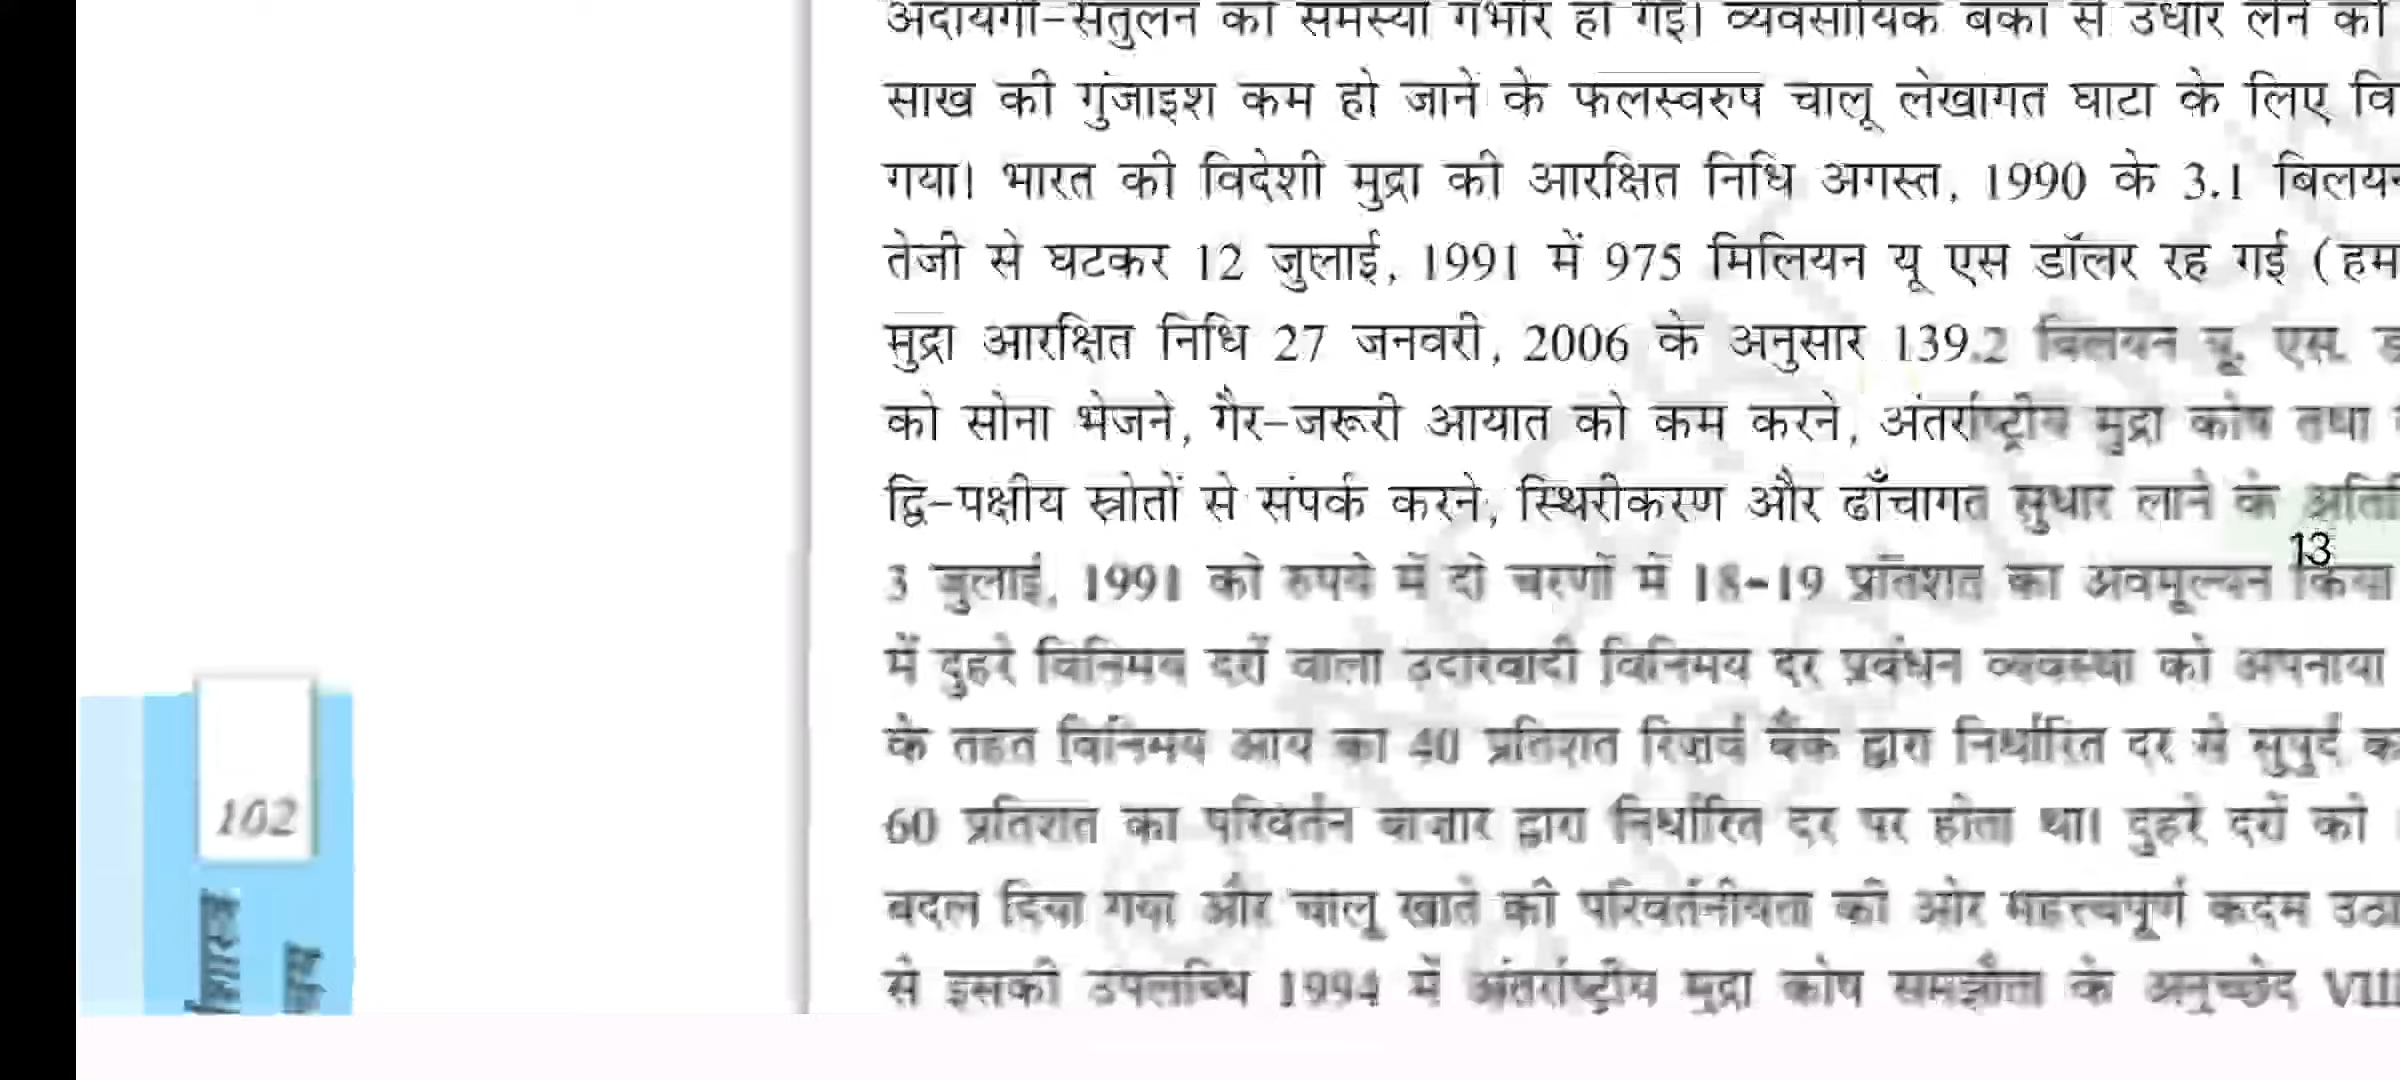 अदायगी-संतुलन की समस्या गंभीर हो गई। व्यवसायिक बैंकों से उधार लेने की
साख की गुंजाइश कम हो जाने के फलस्वरुप चालू लेखागत घाटा के लिए वि
गया। भारत की विदेशी मुद्रा की आरक्षित निधि अगस्त, 1990 के 3.1 बिलयन
तेजी से घटकर 12 जुलाई, 1991 में 975 मिलियन यू एस डॉलर रह गई (हम
मुद्रा आरक्षित निधि 27 जनवरी, 2006 के अनुसार 139.2 बिलयन यू. एस. ड
को सोना भेजने, गैर-जरूरी आयात को कम करने, अंतर्राष्ट्रीय मुद्रा कोष तथा
द्वि-पक्षीय स्रोतों से संपर्क करने, स्थिरीकरण और ढाँचागत सुधार लाने के अति
13
3 जुलाई, 1991 को रुपये में दो चरणों में 18-19 प्रतिशत का अवमूल्यन किया
में दुहरे विनिमय दरों वाला उदारवादी विनिमय दर प्रबंधन व्यवस्था को अपनाया
के तहत विनिमय आय का 40 प्रतिशत रिजर्व बैंक द्वारा निर्धारित दर से सुपुर्द क
60 प्रतिशत का परिवर्तन बाजार द्वारा निर्धारित दर पर होता था। दुहरे दरों को
बदल दिया गया और चालू खाते की परिवर्तनीयता की ओर महत्त्वपूर्ण कदम उठा
से इसकी उपलब्धि 1994 में अंतर्राष्ट्रीय मुद्रा कोष समझौता के अनुच्छेद VIII
102